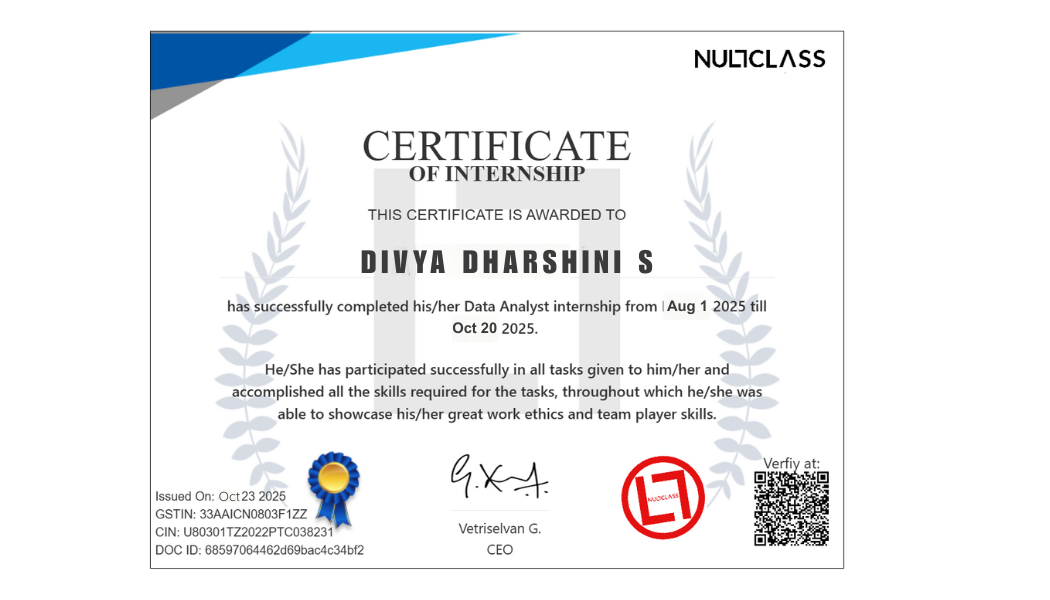 NULLCLASS
CERTIFICATE
OF INTERNSHIP
THIS CERTIFICATE IS AWARDED TO
DIVYA DHARSHINI S
has successfully completed his/her Data Analyst internship from Aug 1 2025 till
Oct 20 2025.
He/She has participated successfully in all tasks given to him/her and
accomplished all the skills required for the tasks, throughout which he/she was
able to showcase his/her great work ethics and team player skills.
Issued On: Oct 23 2025
GSTIN: 33AAICN0803F1ZZ
CIN: U80301TZ2022PTC038231
DOC ID: 68597064462d69bac4c34bf2
Vetriselvan G.
CEO
NULLCLASS
Verfiy at: